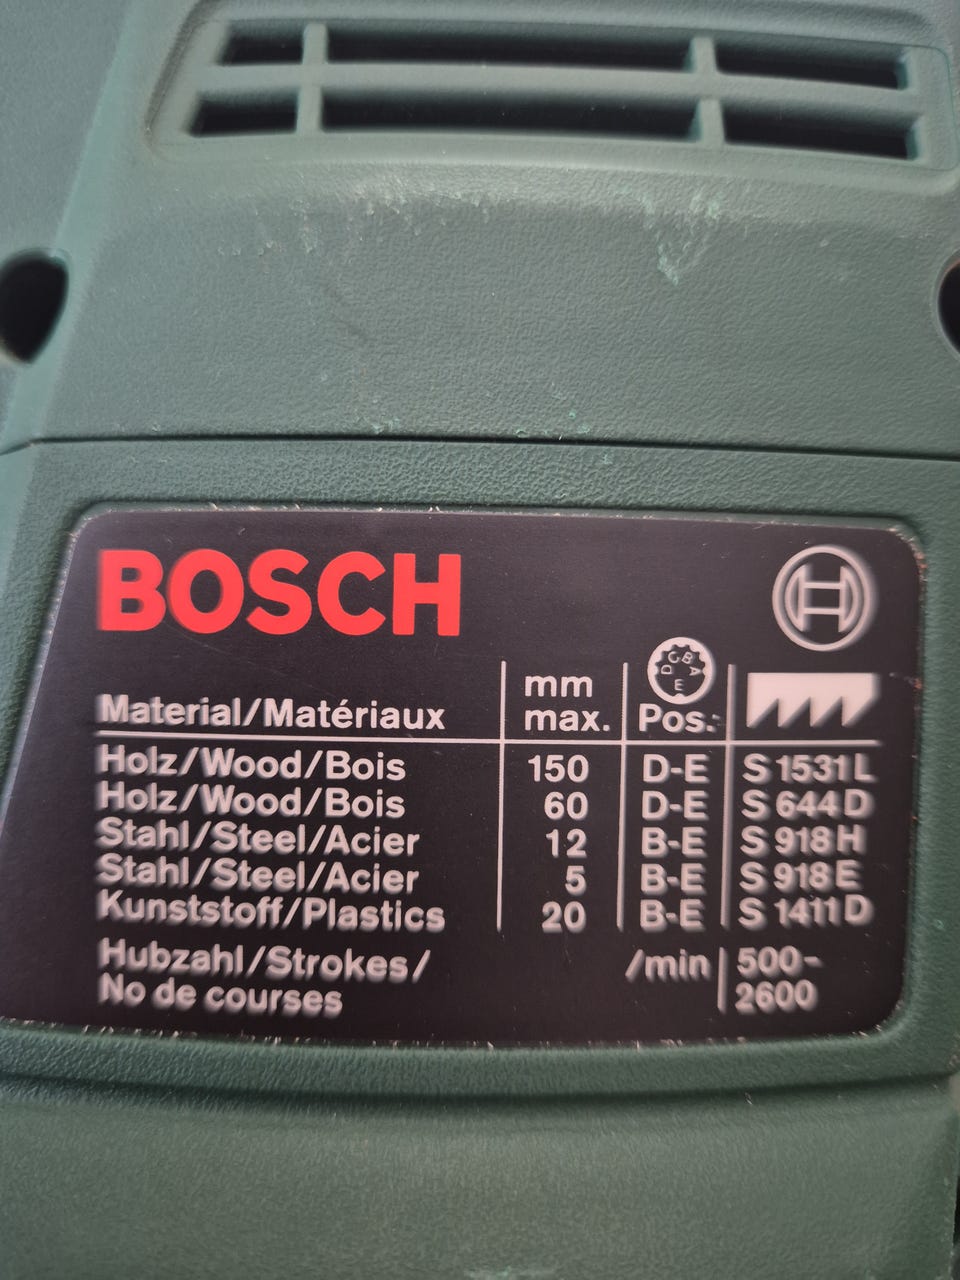 BOSCH
mm
Material/Matériaux max. Pos.:
Holz/Wood/Bois 150 D-E S 1531 L
Holz/Wood/Bois 60 D-E S 644 D
Stahl/Steel/Acier 12 B-E S 918 H
Stahl/Steel/Acier 5 B-E S 918 E
Kunststoff/Plastics 20 B-E S 1411 D
Hubzahl/Strokes/ /min 500-
No de courses 2600